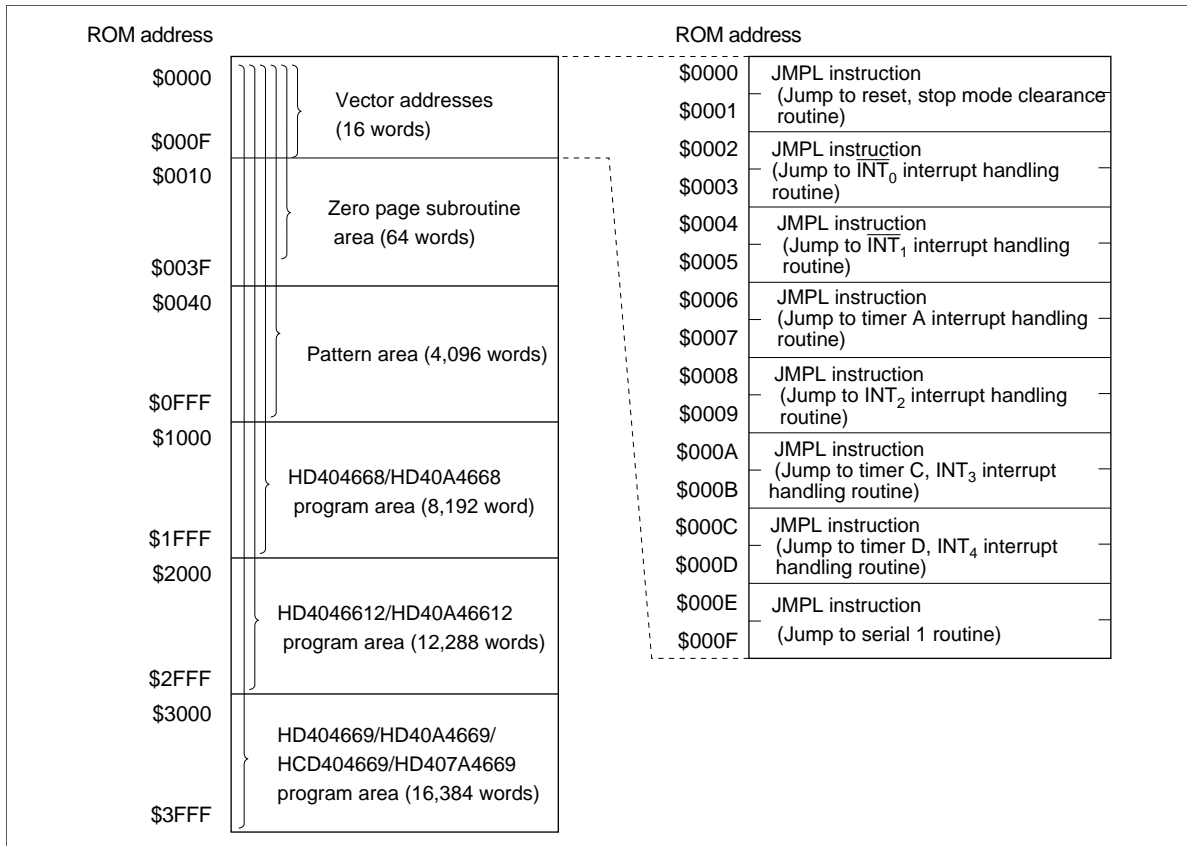 ROM address
$0000
Vector addresses
(16 words)
$000F
$0010
Zero page subroutine
area (64 words)
$003F
$0040
Pattern area (4,096 words)
$0FFF
$1000
HD404668/HD40A4668
program area (8,192 word)
$1FFF
$2000
HD4046612/HD40A46612
program area (12,288 words)
$2FFF
$3000
HD404669/HD40A4669/
HCD404669/HD407A4669
program area (16,384 words)
$3FFF
ROM address
$0000 JMPL instruction
(Jump to reset, stop mode clearance
$0001 routine)
$0002 JMPL instruction
(Jump to I̅N̅T̅₀ interrupt handling
$0003 routine)
$0004 JMPL instruction
(Jump to I̅N̅T̅₁ interrupt handling
$0005 routine)
$0006 JMPL instruction
(Jump to timer A interrupt handling
$0007 routine)
$0008 JMPL instruction
(Jump to INT₂ interrupt handling
$0009 routine)
$000A JMPL instruction
(Jump to timer C, INT₃ interrupt
$000B handling routine)
$000C JMPL instruction
(Jump to timer D, INT₄ interrupt
$000D handling routine)
$000E JMPL instruction
$000F (Jump to serial 1 routine)